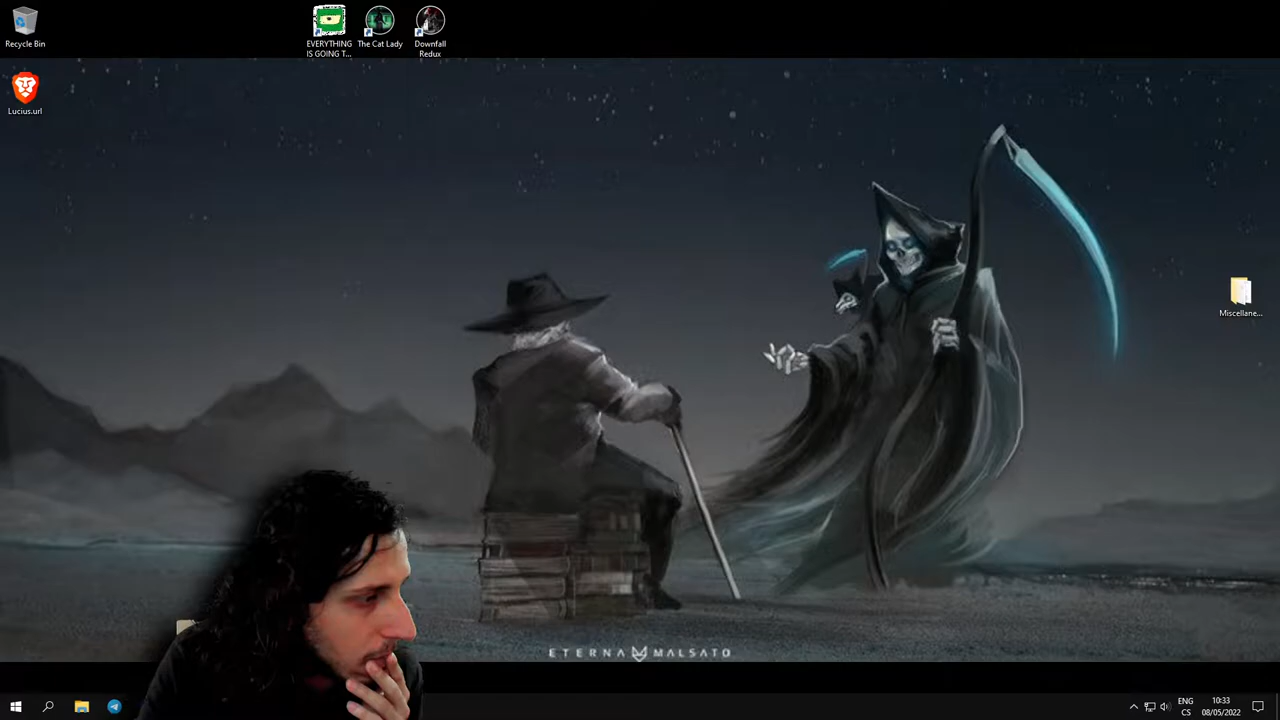 Recycle Bin
EVERYTHING
IS GOING T...
The Cat Lady
Downfall
Redux
Lucius.url
Miscellane...
ETERNA MALSATO
ENG
CS
10:33
08/05/2022